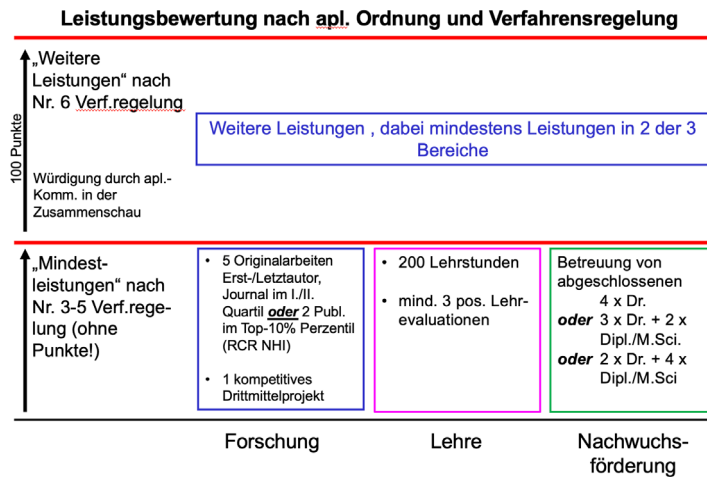 Leistungsbewertung nach apl. Ordnung und Verfahrensregelung
„Weitere
Leistungen“ nach
Nr. 6 Verf.regelung
100 Punkte
Weitere Leistungen , dabei mindestens Leistungen in 2 der 3
Bereiche
Würdigung durch apl.-
Komm. in der
Zusammenschau
„Mindest-
leistungen“ nach
Nr. 3-5 Verf.rege-
lung (ohne
Punkte!)
• 5 Originalarbeiten
Erst-/Letztautor,
Journal im I./II.
Quartil oder 2 Publ.
im Top-10% Perzentil
(RCR NHI)
• 1 kompetitives
Drittmittelprojekt
• 200 Lehrstunden
• mind. 3 pos. Lehr-
evaluationen
Betreuung von
abgeschlossenen
4 x Dr.
oder 3 x Dr. + 2 x
Dipl./M.Sci.
oder 2 x Dr. + 4 x
Dipl./M.Sci
Forschung
Lehre
Nachwuchs-
förderung